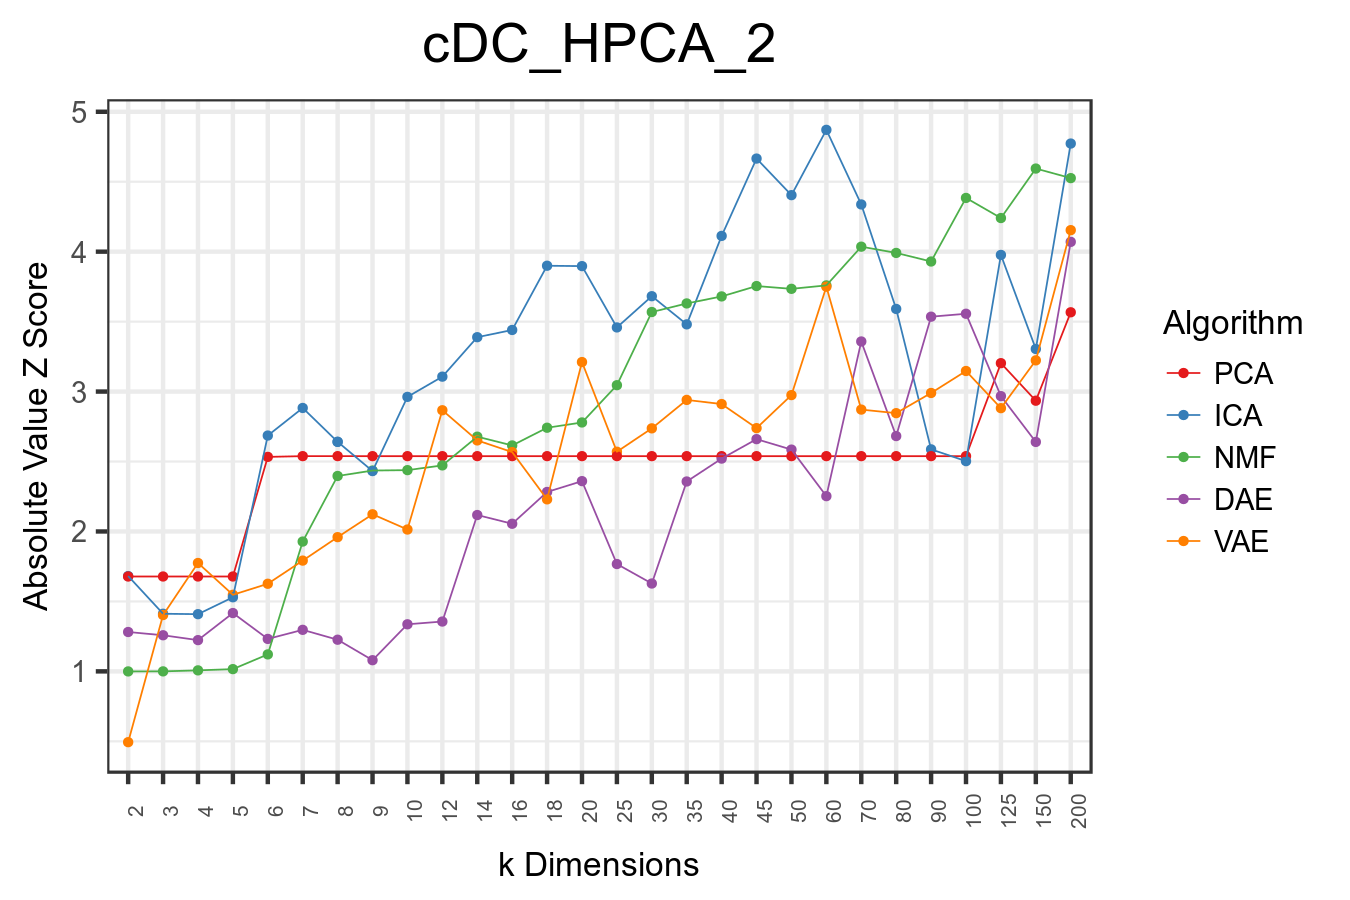 cDC_HPCA_2
Absolute Value Z Score
5
4
3
2
1
2 3 4 5 6 7 8 9 10 12 14 16 18 20 25 30 35 40 45 50 60 70 80 90 100 125 150 200
k Dimensions
Algorithm
PCA
ICA
NMF
DAE
VAE